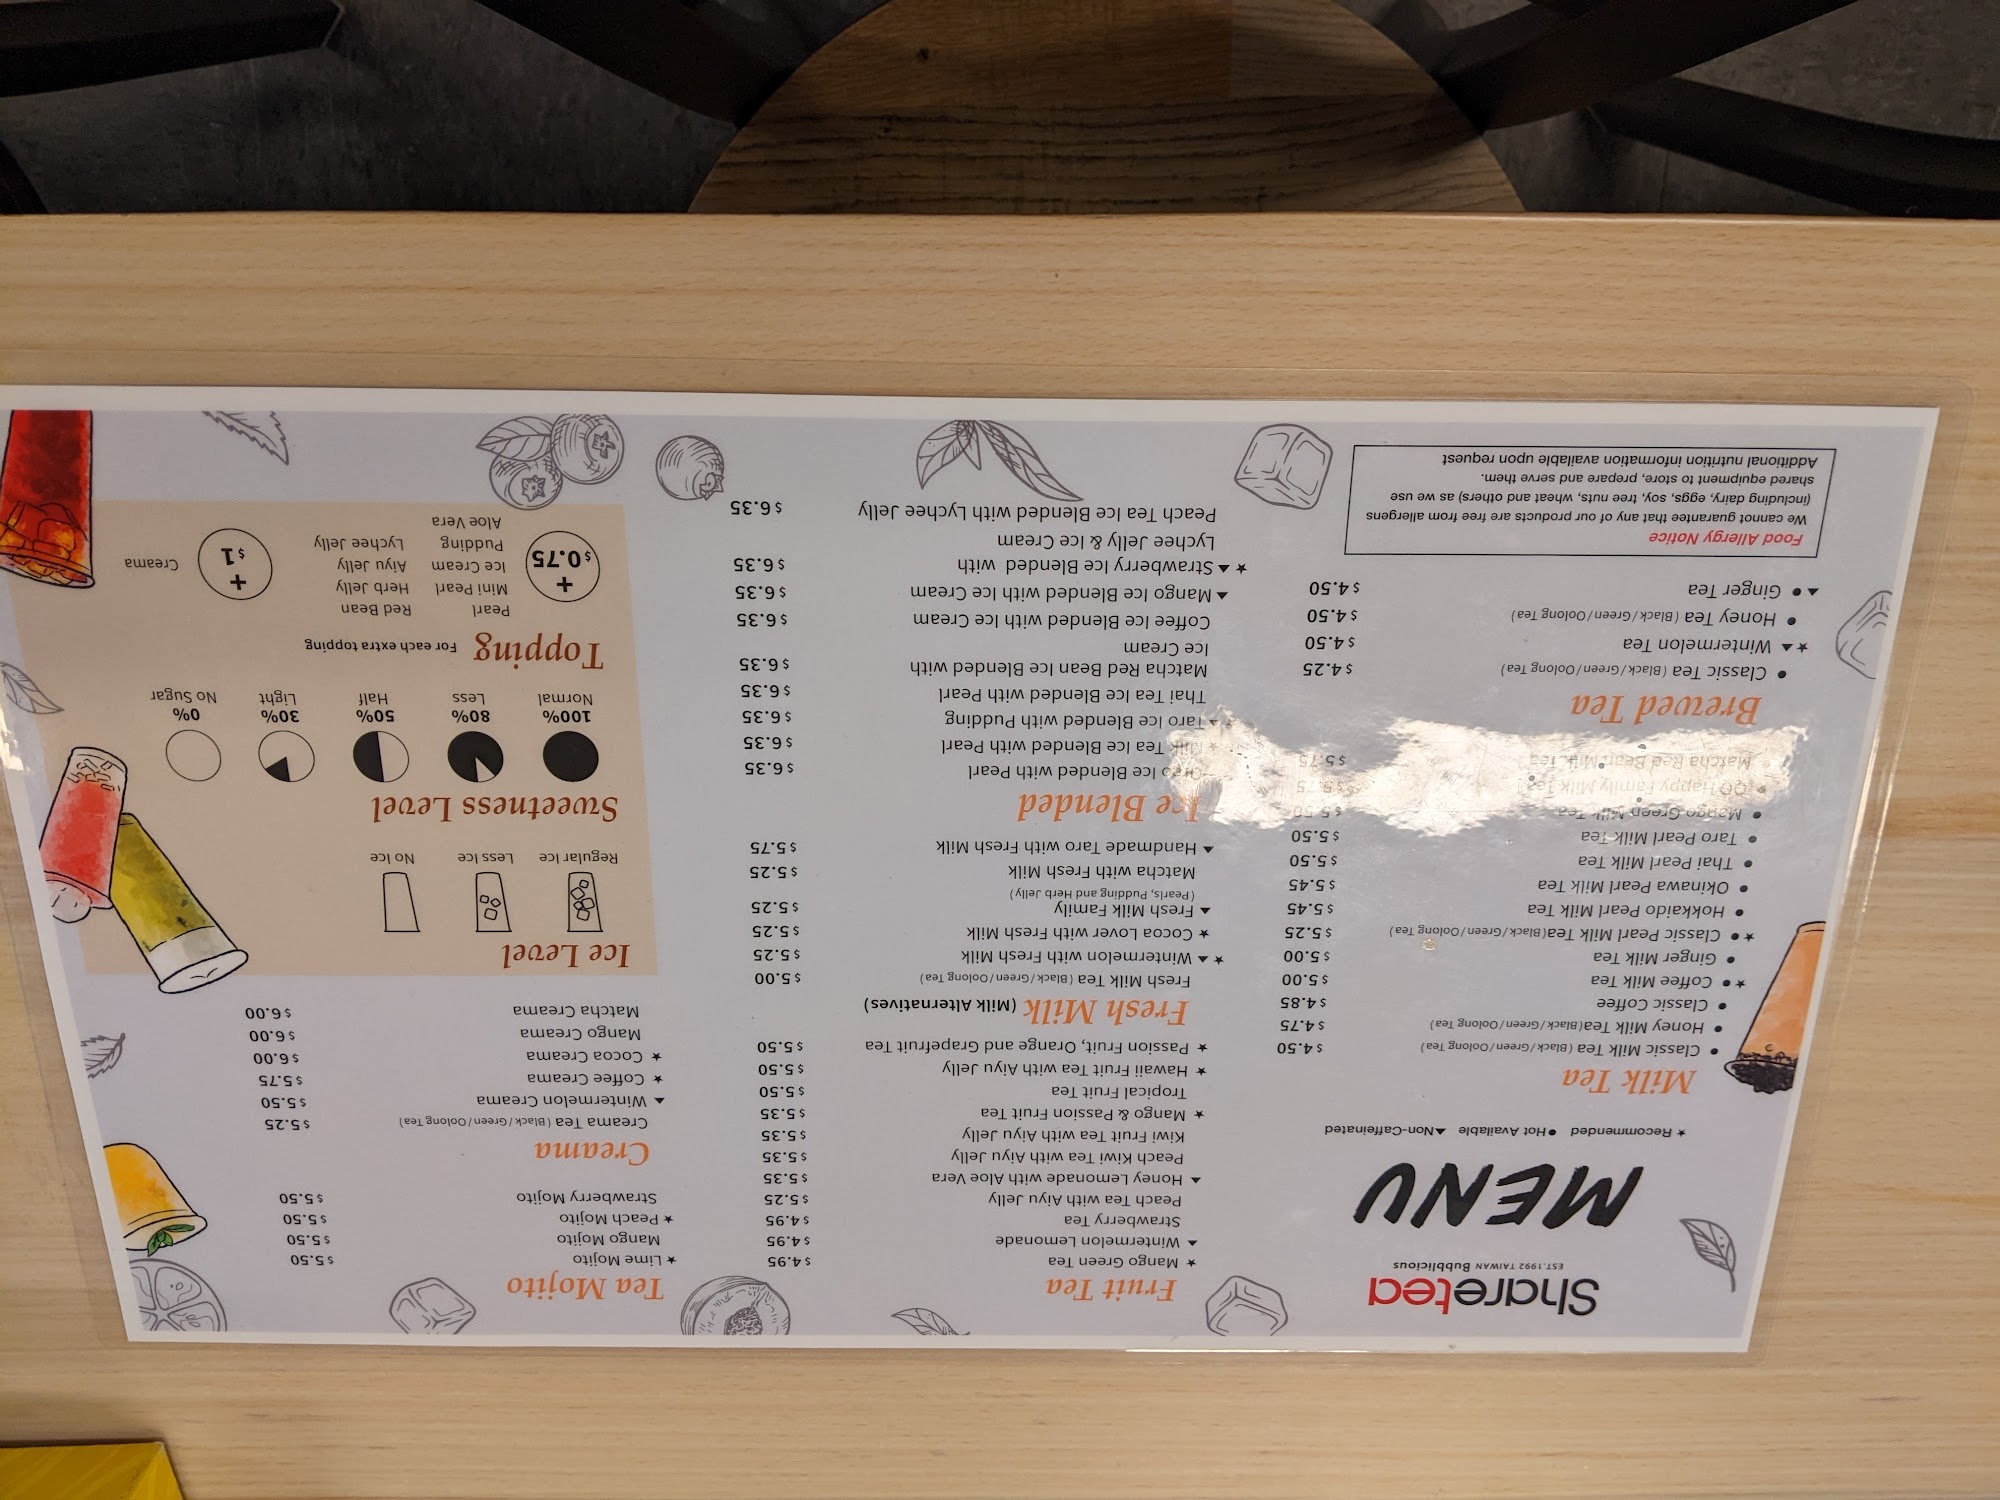 Sharetea
EST.1992 TAIWAN Bubblicious
MENU
★Recommended ●Hot Available ▲Non-Caffeinated
Milk Tea
● Classic Milk Tea (Black/Green/Oolong Tea) $4.50
● Honey Milk Tea(Black/Green/Oolong Tea) $4.75
● Classic Coffee $4.85
★● Coffee Milk Tea $5.00
● Ginger Milk Tea $5.00
★● Classic Pearl Milk Tea(Black/Green/Oolong Tea) $5.25
● Hokkaido Pearl Milk Tea $5.45
● Okinawa Pearl Milk Tea $5.45
● Thai Pearl Milk Tea $5.50
● Taro Pearl Milk Tea $5.50
● Mango Green Milk Tea $5.50
QQ Happy Family Milk Tea $5.75
Matcha Red Bean Milk Tea $5.75
Brewed Tea
● Classic Tea (Black/Green/Oolong Tea) $4.25
★▲ Wintermelon Tea $4.50
● Honey Tea (Black/Green/Oolong Tea) $4.50
▲● Ginger Tea $4.50
Food Allergy Notice
We cannot guarantee that any of our products are free from allergens
(including dairy, eggs, soy, tree nuts, wheat and others) as we use
shared equipment to store, prepare and serve them.
Additional nutrition information available upon request
Fruit Tea
★ Mango Green Tea $4.95
▲ Wintermelon Lemonade $4.95
Strawberry Tea $4.95
Peach Tea with Aiyu Jelly $5.25
▲ Honey Lemonade with Aloe Vera $5.35
Peach Kiwi Tea with Aiyu Jelly $5.35
Kiwi Fruit Tea with Aiyu Jelly $5.35
★ Mango & Passion Fruit Tea $5.35
Tropical Fruit Tea $5.50
★ Hawaii Fruit Tea with Aiyu Jelly $5.50
★ Passion Fruit, Orange and Grapefruit Tea $5.50
Fresh Milk (Milk Alternatives)
Fresh Milk Tea (Black/Green/Oolong Tea) $5.00
★▲ Wintermelon with Fresh Milk $5.25
★ Cocoa Lover with Fresh Milk $5.25
▲ Fresh Milk Family $5.25
(Pearls, Pudding and Herb Jelly)
Matcha with Fresh Milk $5.25
▲ Handmade Taro with Fresh Milk $5.75
Ice Blended
Oreo Ice Blended with Pearl $6.35
★ Milk Tea Ice Blended with Pearl $6.35
▲ Taro Ice Blended with Pudding $6.35
Thai Tea Ice Blended with Pearl $6.35
Matcha Red Bean Ice Blended with $6.35
Ice Cream
Coffee Ice Blended with Ice Cream $6.35
▲ Mango Ice Blended with Ice Cream $6.35
★▲ Strawberry Ice Blended with $6.35
Lychee Jelly & Ice Cream
Peach Tea Ice Blended with Lychee Jelly $6.35
Tea Mojito
★ Lime Mojito $5.50
Mango Mojito $5.50
★ Peach Mojito $5.50
Strawberry Mojito $5.50
Creama
Creama Tea (Black/Green/Oolong Tea) $5.25
▲ Wintermelon Creama $5.50
★ Coffee Creama $5.75
★ Cocoa Creama $6.00
Mango Creama $6.00
Matcha Creama $6.00
Ice Level
Regular Ice Less Ice No Ice
Sweetness Level
100% 80% 50% 30% 0%
Normal Less Half Light No Sugar
Topping For each extra topping
+ $0.75
Pearl Red Bean
Mini Pearl Herb Jelly
Ice Cream Aiyu Jelly
Pudding Lychee Jelly
Aloe Vera
+ $1
Creama